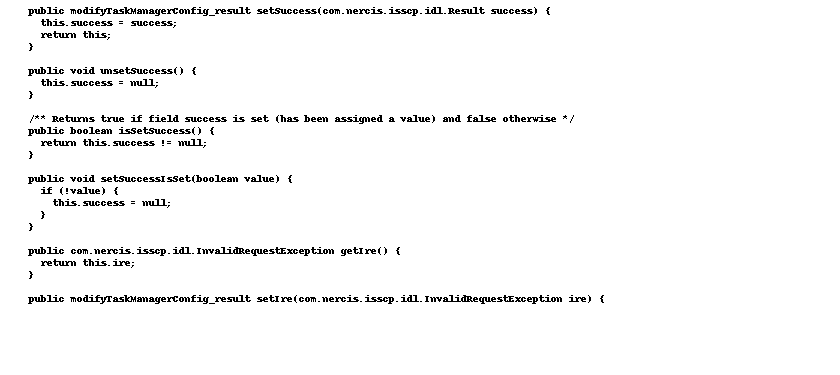 public modifyTaskManagerConfig_result setSuccess(com.nercis.isscp.idl.Result success) {
this.success = success;
return this;
}
public void unsetSuccess() {
this.success = null;
}
/** Returns true if field success is set (has been assigned a value) and false otherwise */
public boolean isSetSuccess() {
return this.success != null;
}
public void setSuccessIsSet(boolean value) {
if (!value) {
this.success = null;
}
}
public com.nercis.isscp.idl.InvalidRequestException getIre() {
return this.ire;
}
public modifyTaskManagerConfig_result setIre(com.nercis.isscp.idl.InvalidRequestException ire) {